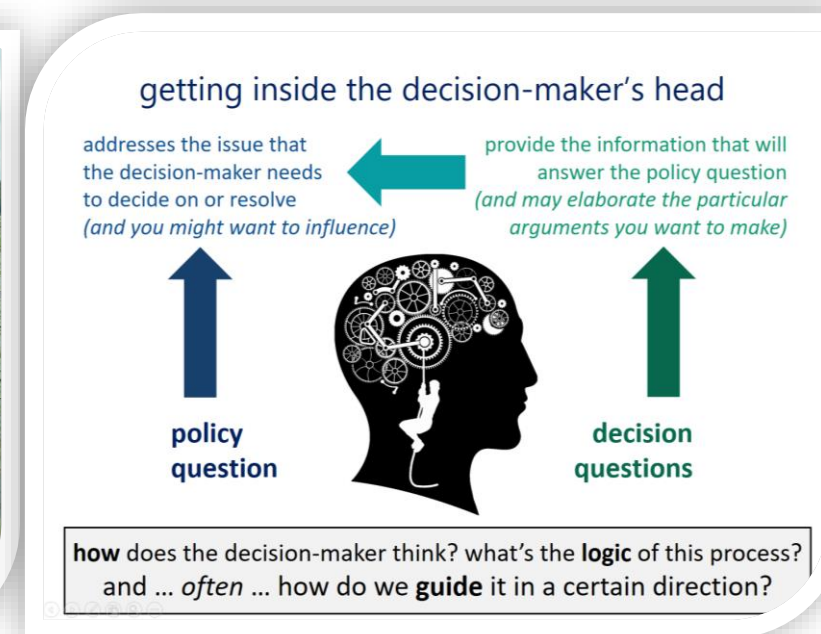 getting inside the decision-maker's head
addresses the issue that
the decision-maker needs
to decide on or resolve
(and you might want to influence)
provide the information that will
answer the policy question
(and may elaborate the particular
arguments you want to make)
policy
question
decision
questions
how does the decision-maker think? what's the logic of this process?
and ... often ... how do we guide it in a certain direction?